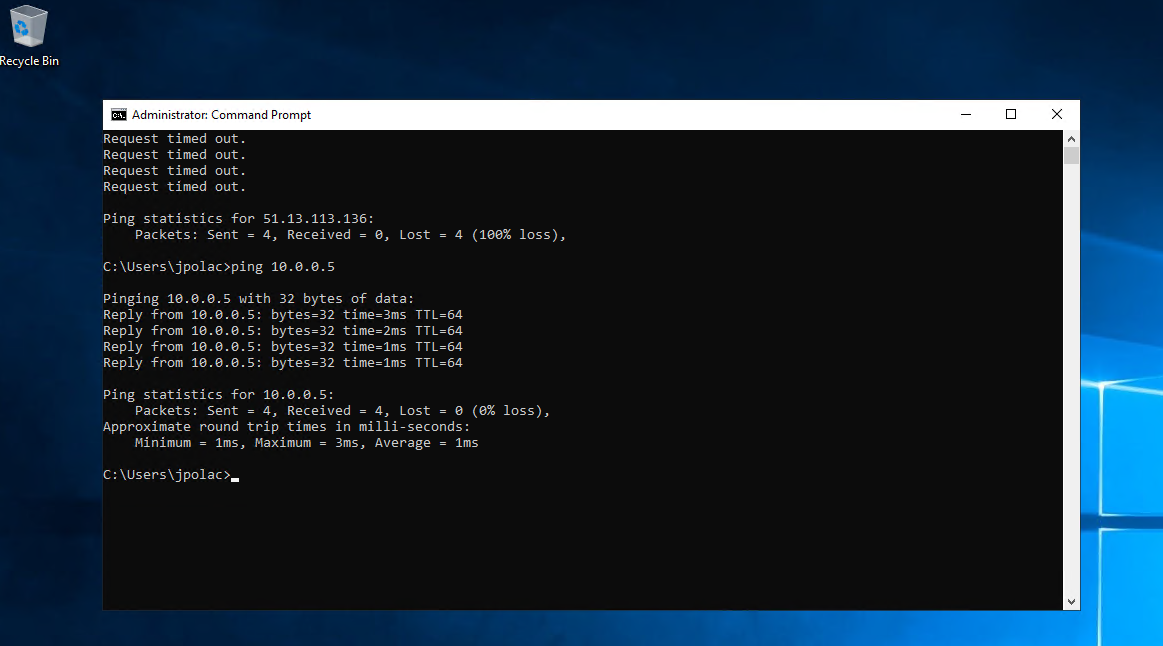 Recycle Bin
Administrator: Command Prompt
Request timed out.
Request timed out.
Request timed out.
Request timed out.
Ping statistics for 51.13.113.136:
Packets: Sent = 4, Received = 0, Lost = 4 (100% loss),
C:\Users\jpolac>ping 10.0.0.5
Pinging 10.0.0.5 with 32 bytes of data:
Reply from 10.0.0.5: bytes=32 time=3ms TTL=64
Reply from 10.0.0.5: bytes=32 time=2ms TTL=64
Reply from 10.0.0.5: bytes=32 time=1ms TTL=64
Reply from 10.0.0.5: bytes=32 time=1ms TTL=64
Ping statistics for 10.0.0.5:
Packets: Sent = 4, Received = 4, Lost = 0 (0% loss),
Approximate round trip times in milli-seconds:
Minimum = 1ms, Maximum = 3ms, Average = 1ms
C:\Users\jpolac>